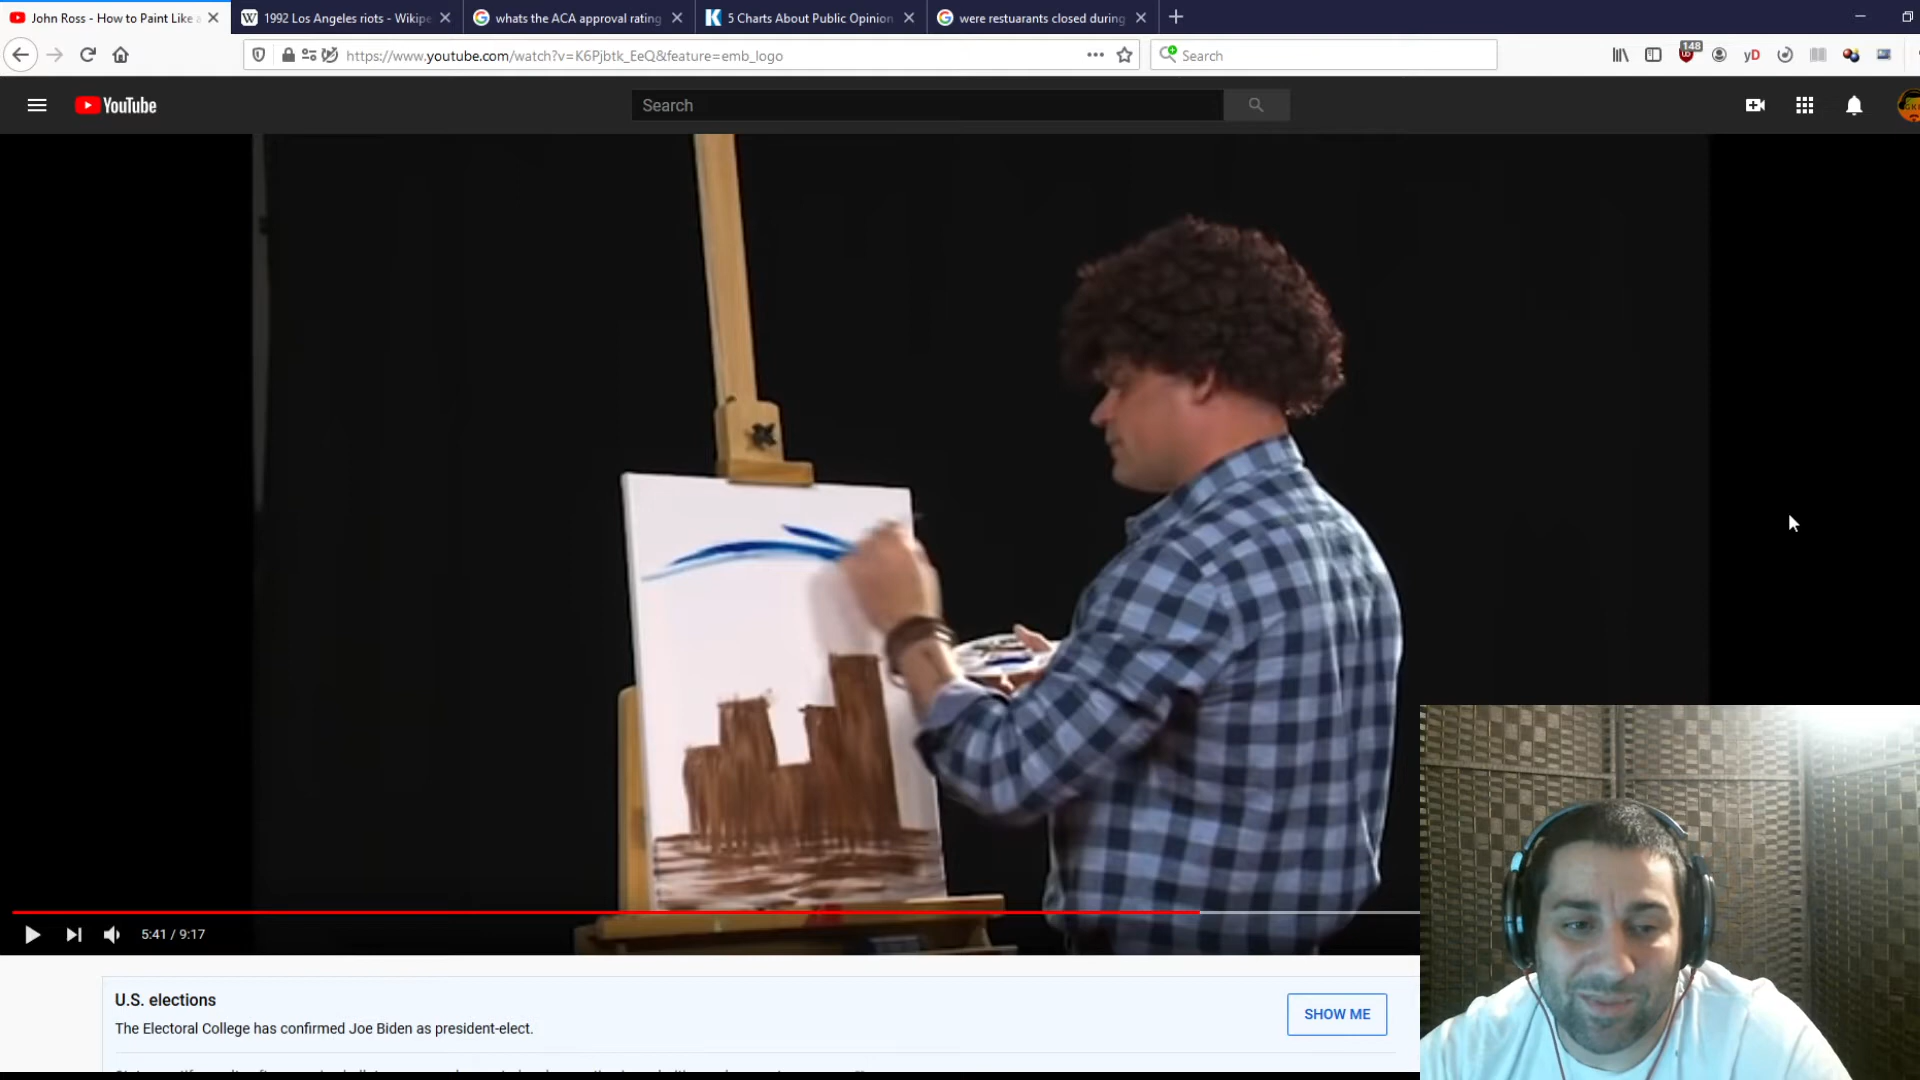 John Ross - How to Paint Like a
1992 Los Angeles riots - Wikipe
whats the ACA approval rating
5 Charts About Public Opinion
were restuarants closed during
https://www.youtube.com/watch?v=K6Pjbtk_EeQ&feature=emb_logo
Search
148
yD
YouTube
Search
5:41 / 9:17
U.S. elections
The Electoral College has confirmed Joe Biden as president-elect.
SHOW ME